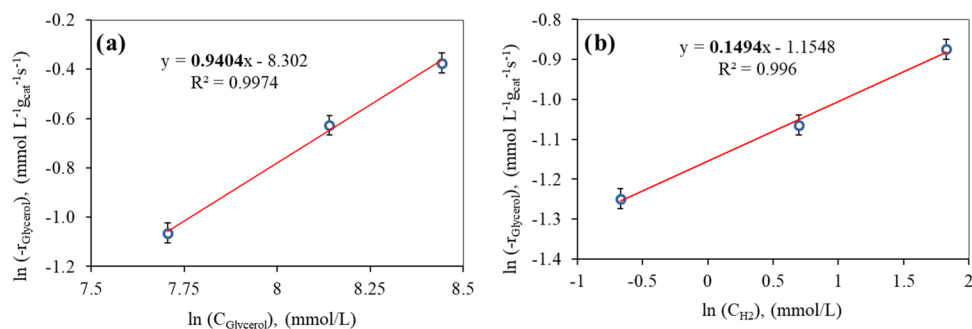 (a)
y = 0.9404x - 8.302
R² = 0.9974
ln (-rGlycerol), (mmol L⁻¹gcat⁻¹s⁻¹)
-0.2
-0.4
-0.6
-0.8
-1.0
-1.2
7.5 7.75 8 8.25 8.5
ln (CGlycerol), (mmol/L)
(b)
y = 0.1494x - 1.1548
R² = 0.996
ln (-rGlycerol), (mmol L⁻¹gcat⁻¹s⁻¹)
-0.8
-0.9
-1.0
-1.1
-1.2
-1.3
-1.4
-1 -0.5 0 0.5 1 1.5 2
ln (CH2), (mmol/L)